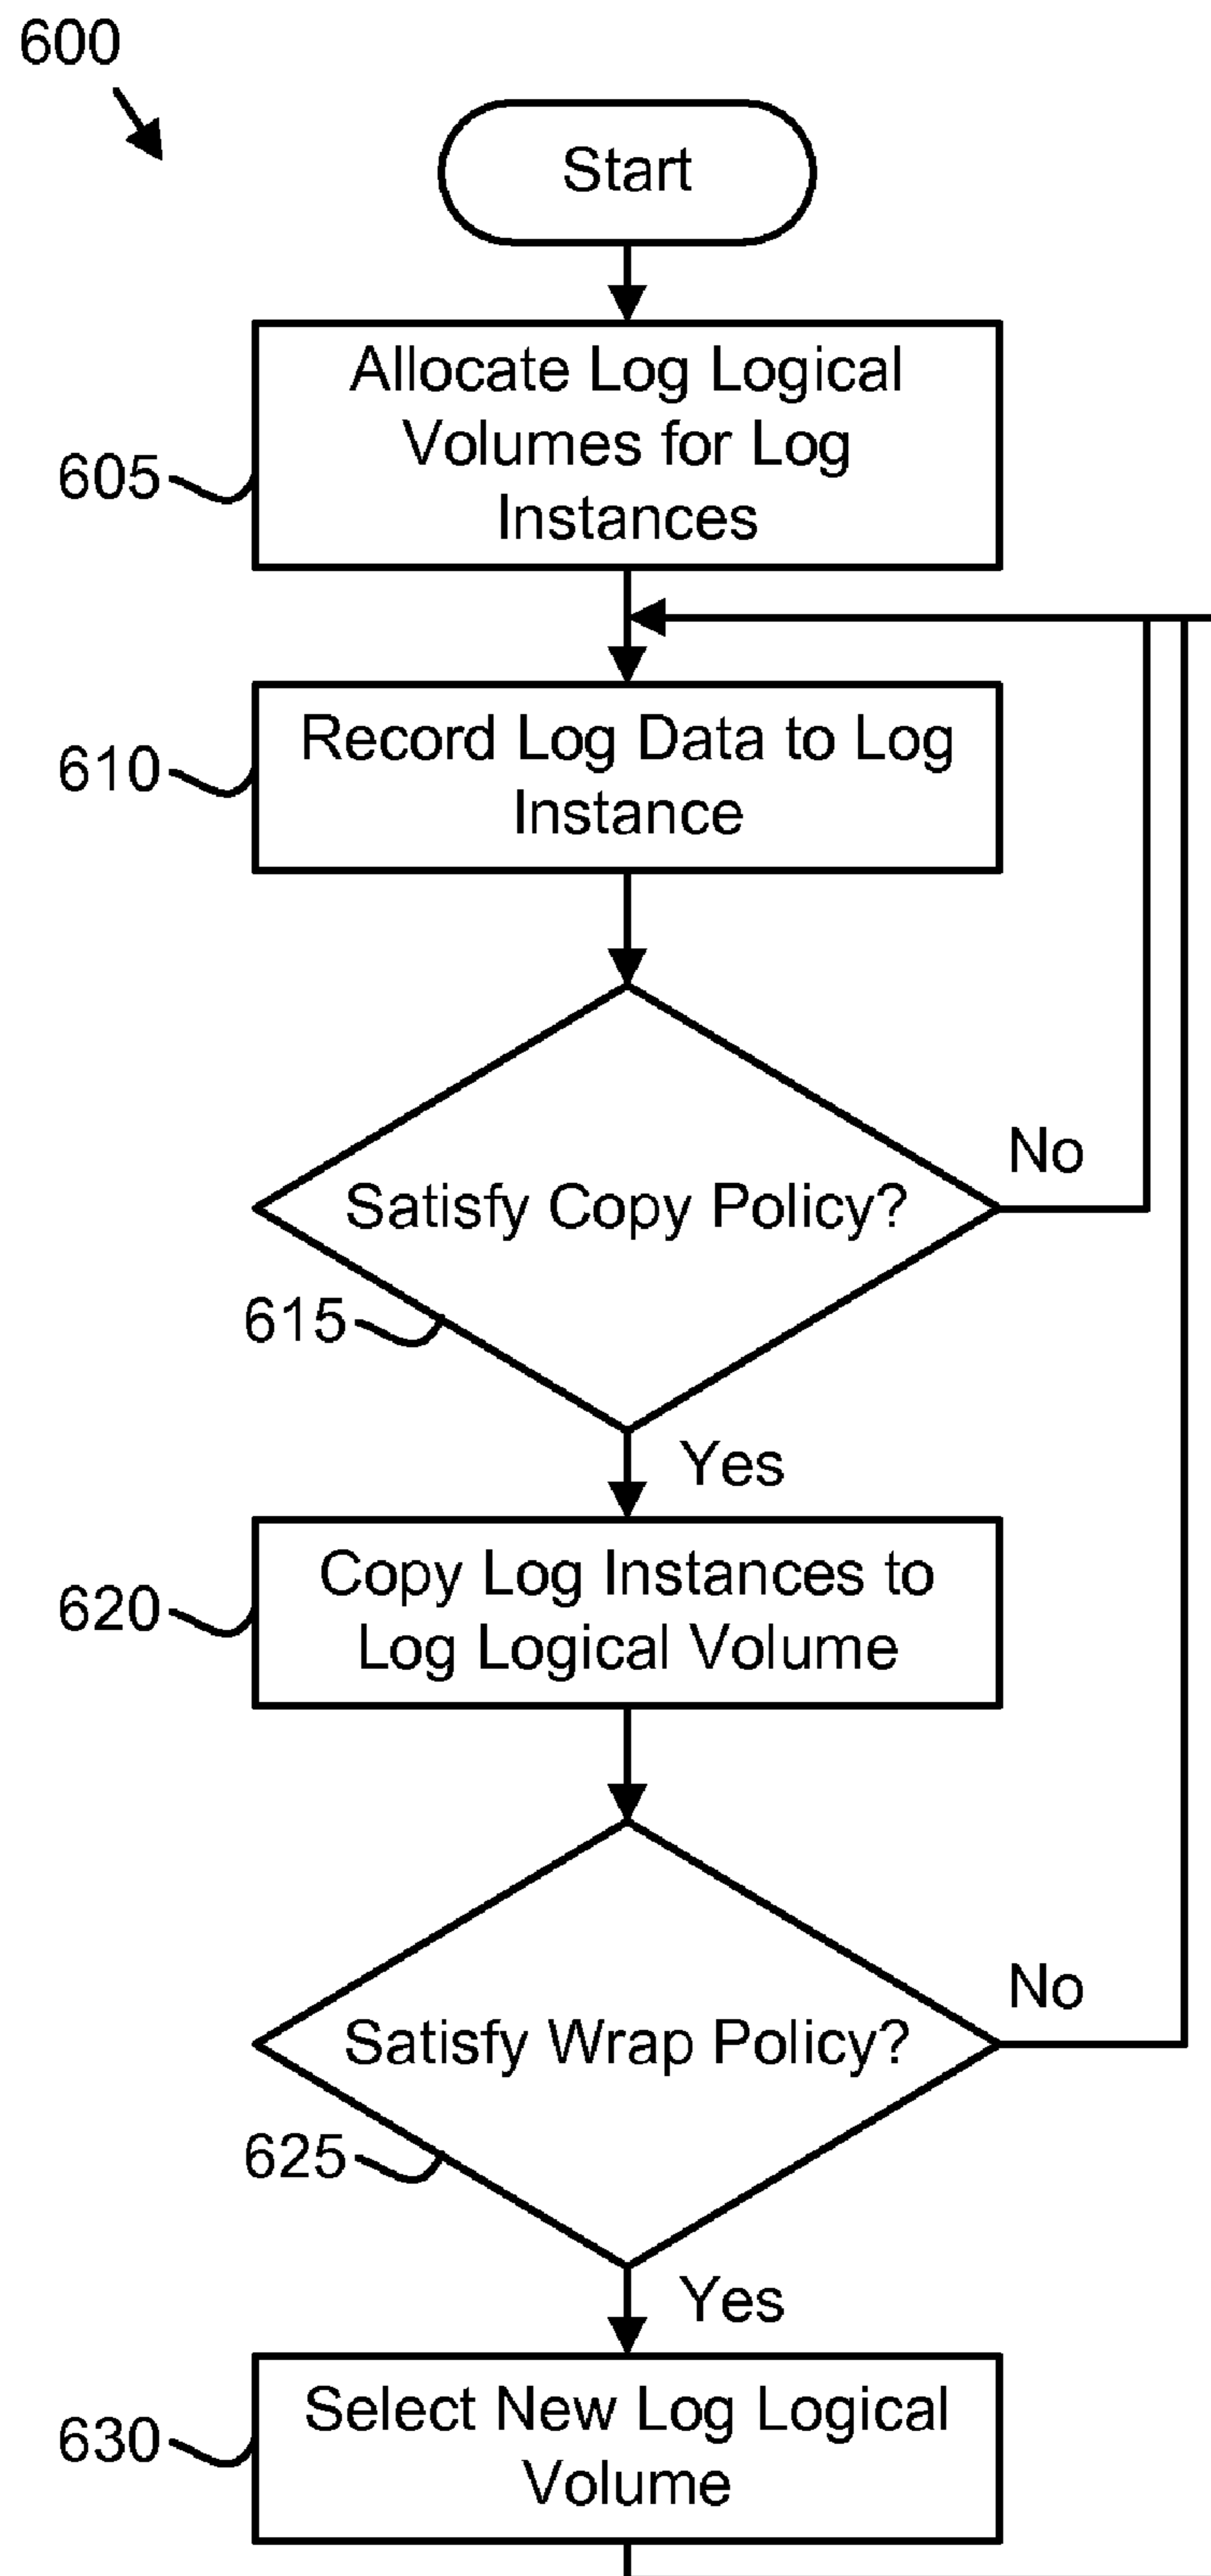 600
Start
Allocate Log Logical
Volumes for Log
Instances
605
Record Log Data to Log
Instance
610
No
Satisfy Copy Policy?
615
Yes
Copy Log Instances to
Log Logical Volume
620
No
Satisfy Wrap Policy?
625
Yes
Select New Log Logical
Volume
630